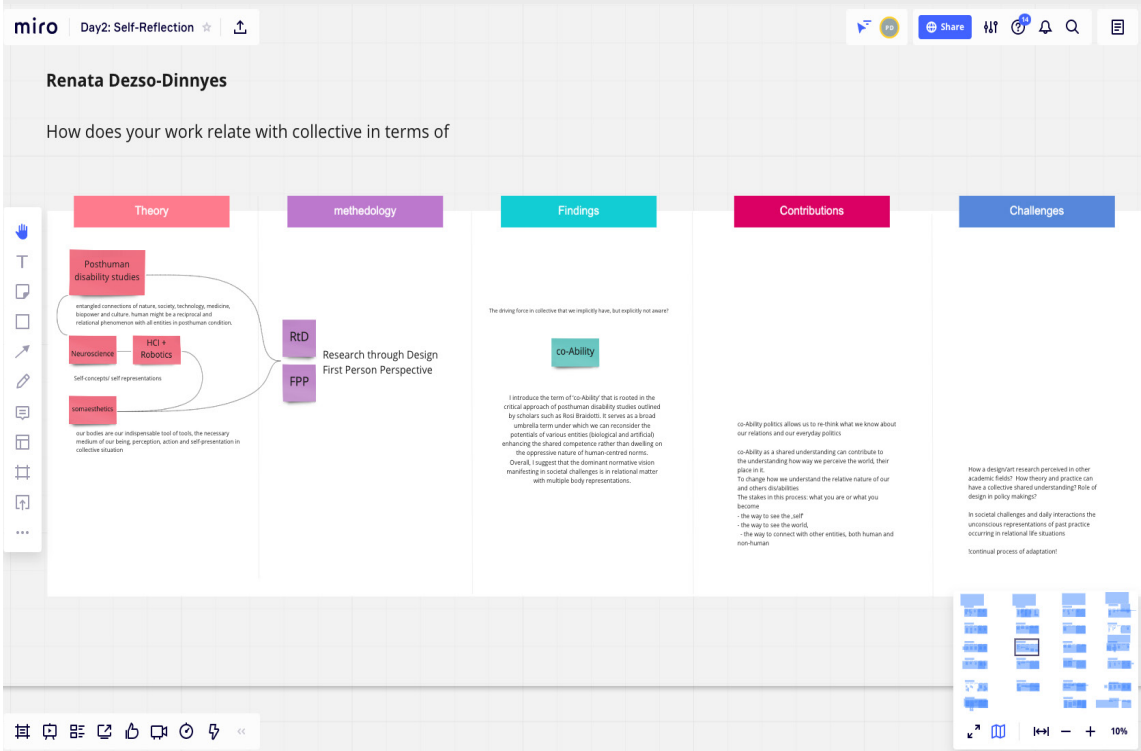 miro
Day2: Self-Reflection
PD
Share
14
Renata Dezso-Dinnyes
How does your work relate with collective in terms of
Theory
methedology
Findings
Contributions
Challenges
Posthuman
disability studies
entangled connections of nature, society, technology, medicine,
biopower and culture. human might be a reciprocal and
relational phenomenon with all entities in posthuman condition.
Neuroscience
HCI +
Robotics
Self-concepts/ self representations
somaesthetics
our bodies are our indispensable tool of tools, the necessary
medium of our being, perception, action and self-presentation in
collective situation
RtD
FPP
Research through Design
First Person Perspective
The driving force in collective that we implicitly have, but explicitly not aware!
co-Ability
I introduce the term of 'co-Ability' that is rooted in the
critical approach of posthuman disability studies outlined
by scholars such as Rosi Braidotti. It serves as a broad
umbrella term under which we can reconsider the
potentials of various entities (biological and artificial)
enhancing the shared competence rather than dwelling on
the oppressive nature of human-centred norms.
Overall, I suggest that the dominant normative vision
manifesting in societal challenges is in relational matter
with multiple body representations.
co-Ability politics allows us to re-think what we know about
our relations and our everyday politics
co-Ability as a shared understanding can contribute to
the understanding how way we perceive the world, their
place in it.
To change how we understand the relative nature of our
and others dis/abilities
The stakes in this process: what you are or what you
become
- the way to see the „self'
- the way to see the world,
- the way to connect with other entities, both human and
non-human
How a design/art research perceived in other
academic fields? How theory and practice can
have a collective shared understanding? Role of
design in policy makings?
In societal challenges and daily interactions the
unconscious representations of past practice
occurring in relational life situations
!continual process of adaptation!
10%